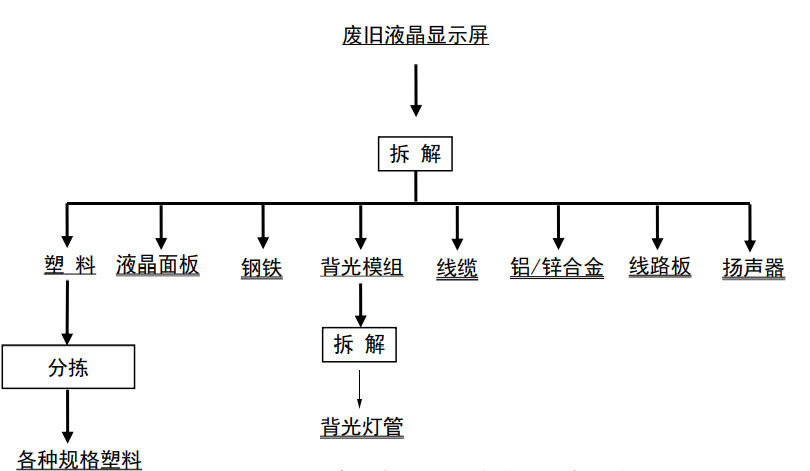 废旧液晶显示屏
拆 解
塑 料
液晶面板
钢铁
背光模组
线缆
铝/锌合金
线路板
扬声器
分拣
拆 解
背光灯管
各种规格塑料